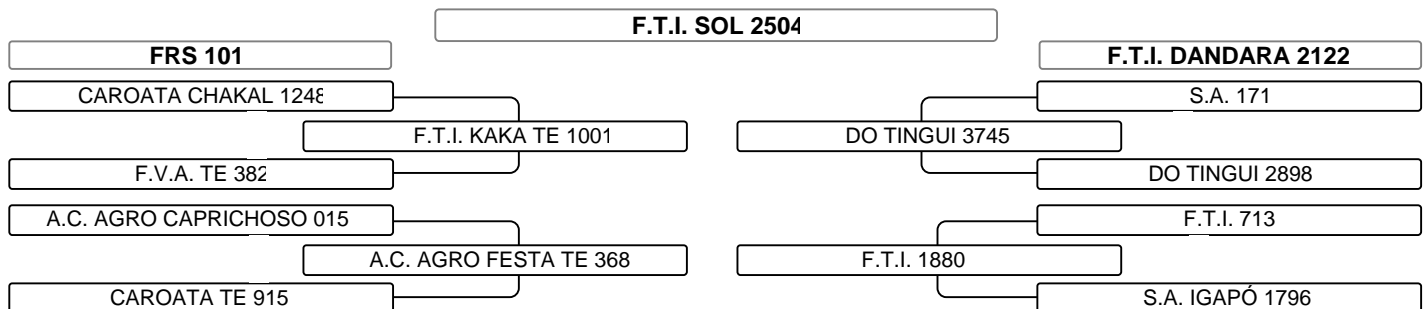 F.T.I. SOL 2504
FRS 101
F.T.I. DANDARA 2122
CAROATA CHAKAL 1248
S.A. 171
F.T.I. KAKA TE 1001
DO TINGUI 3745
F.V.A. TE 382
DO TINGUI 2898
A.C. AGRO CAPRICHOSO 015
F.T.I. 713
A.C. AGRO FESTA TE 368
F.T.I. 1880
CAROATA TE 915
S.A. IGAPÓ 1796